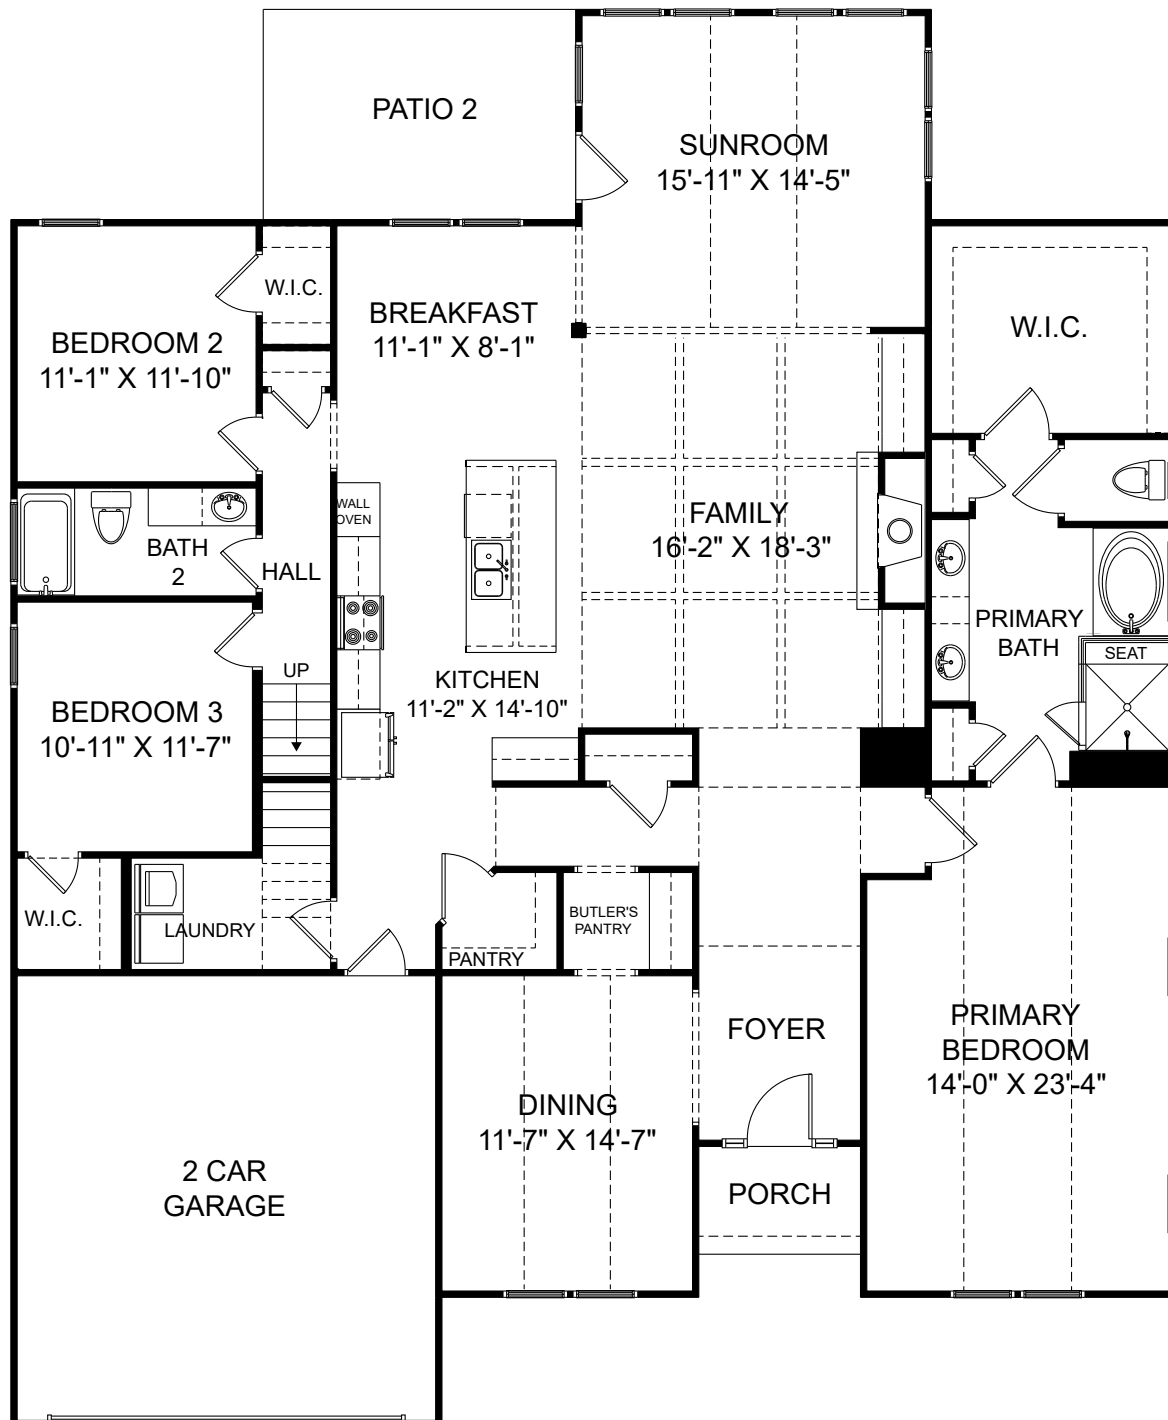 PATIO 2
SUNROOM
15'-11" X 14'-5"
W.I.C.
BREAKFAST
11'-1" X 8'-1"
BEDROOM 2
11'-1" X 11'-10"
W.I.C.
WALL
OVEN
FAMILY
16'-2" X 18'-3"
BATH
2
HALL
PRIMARY
BATH
SEAT
UP
KITCHEN
11'-2" X 14'-10"
BEDROOM 3
10'-11" X 11'-7"
W.I.C.
LAUNDRY
PANTRY
BUTLER'S
PANTRY
FOYER
PRIMARY
BEDROOM
14'-0" X 23'-4"
DINING
11'-7" X 14'-7"
2 CAR
GARAGE
PORCH